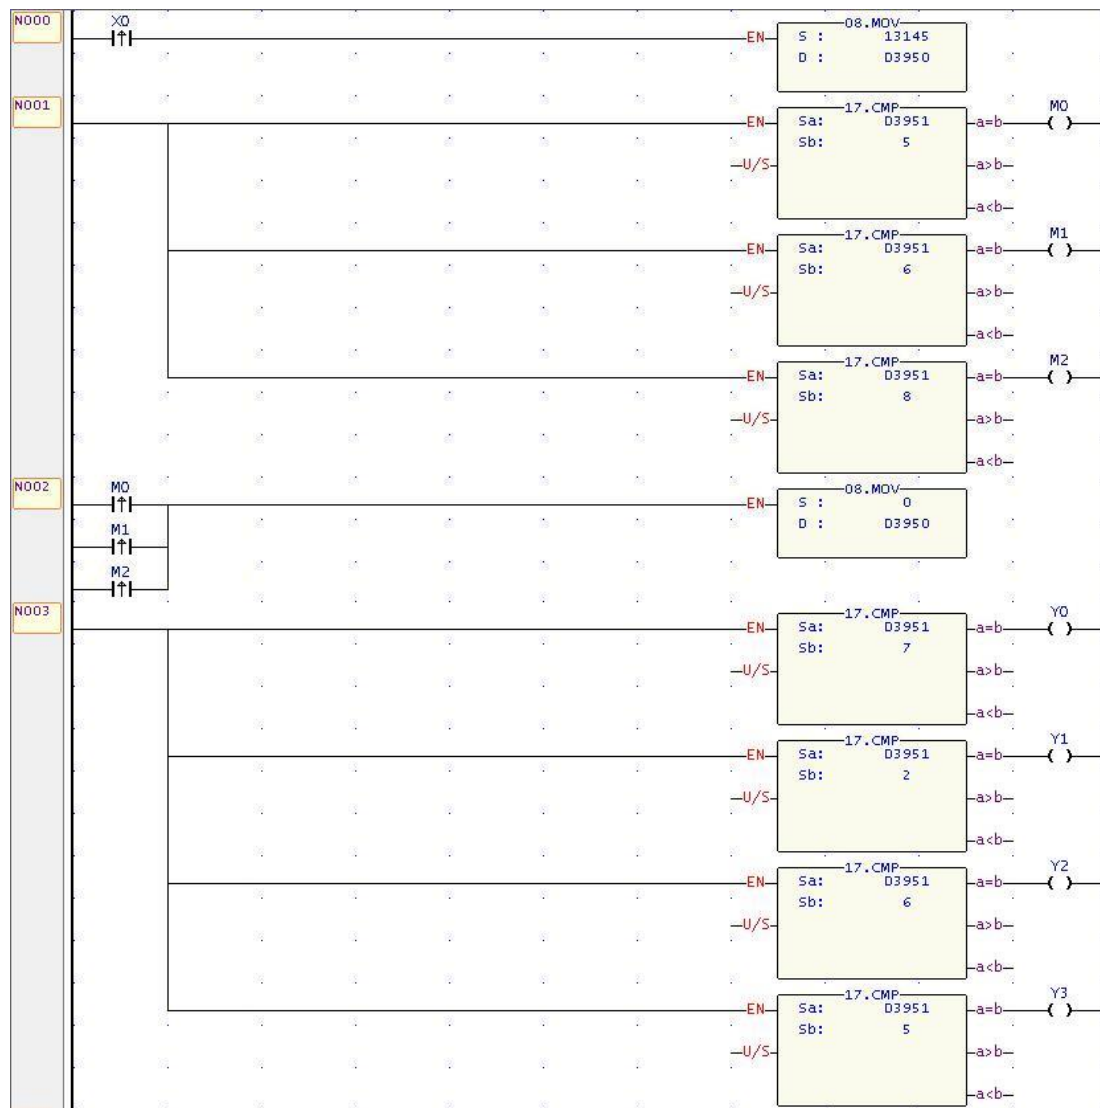 N000
X0
EN
08.MOV
S : 13145
D : D3950
N001
EN
17.CMP
Sa: D3951
a=b
M0
Sb: 5
U/S
a>b
a<b
EN
17.CMP
Sa: D3951
a=b
M1
Sb: 6
U/S
a>b
a<b
EN
17.CMP
Sa: D3951
a=b
M2
Sb: 8
U/S
a>b
a<b
N002
M0
EN
08.MOV
S : 0
D : D3950
M1
M2
N003
EN
17.CMP
Sa: D3951
a=b
Y0
Sb: 7
U/S
a>b
a<b
EN
17.CMP
Sa: D3951
a=b
Y1
Sb: 2
U/S
a>b
a<b
EN
17.CMP
Sa: D3951
a=b
Y2
Sb: 6
U/S
a>b
a<b
EN
17.CMP
Sa: D3951
a=b
Y3
Sb: 5
U/S
a>b
a<b